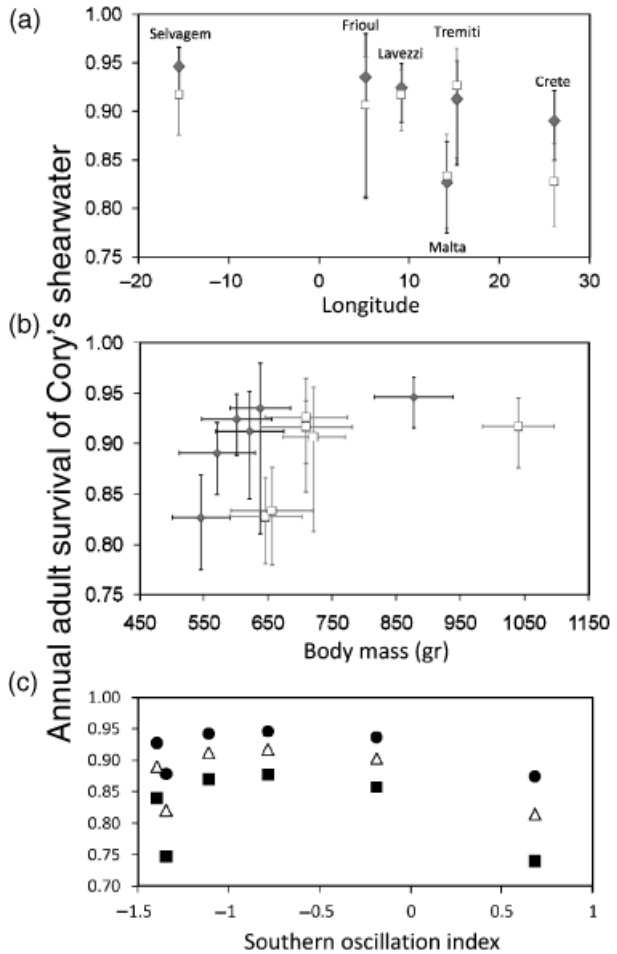 Annual adult survival of Cory's shearwater
(a)
1.00
0.95
0.90
0.85
0.80
0.75
Selvagem
Frioul
Lavezzi
Tremiti
Crete
Malta
−20 −10 0 10 20 30
Longitude
(b)
1.00
0.95
0.90
0.85
0.80
0.75
450 550 650 750 850 950 1050 1150
Body mass (gr)
(c)
1.00
0.95
0.90
0.85
0.80
0.75
0.70
−1.5 −1 −0.5 0 0.5 1
Southern oscillation index